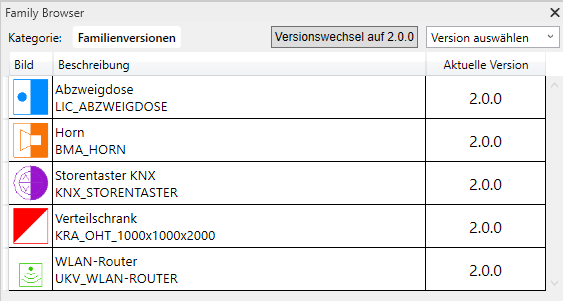 Family Browser
Kategorie: Familienversionen Versionswechsel auf 2.0.0 Version auswählen
Bild Beschreibung Aktuelle Version
Abzweigdose
LIC_ABZWEIGDOSE
2.0.0
Horn
BMA_HORN
2.0.0
Storentaster KNX
KNX_STORENTASTER
2.0.0
Verteilschrank
KRA_OHT_1000x1000x2000
2.0.0
WLAN-Router
UKV_WLAN-ROUTER
2.0.0